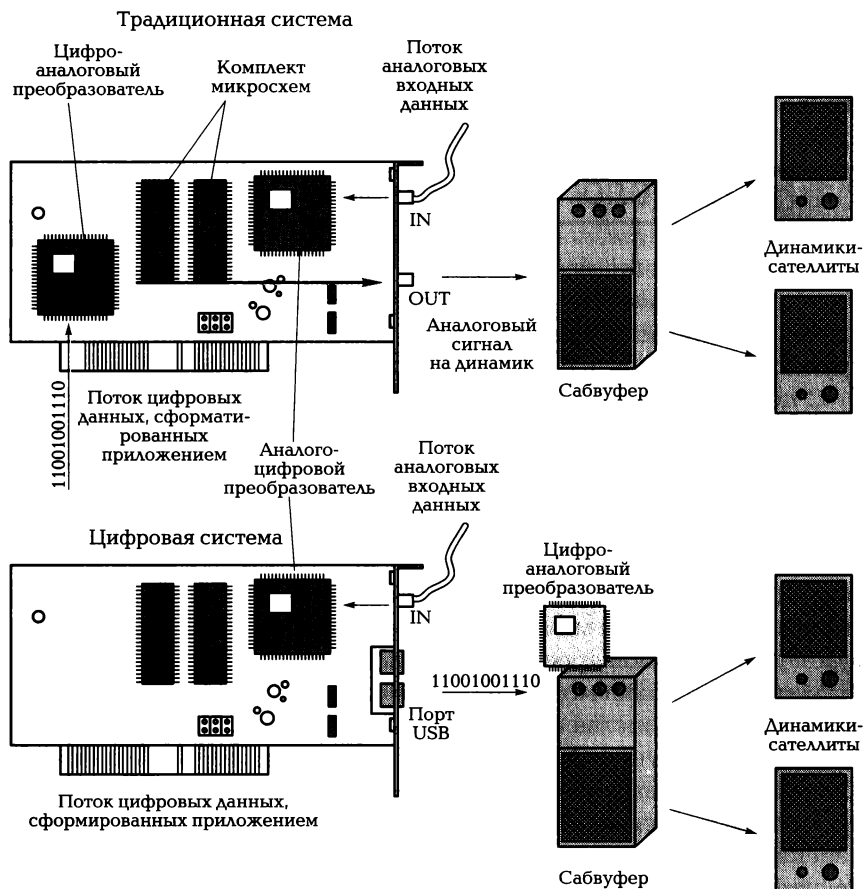 Традиционная система
Цифро-
аналоговый
преобразователь
Комплект
микросхем
Поток
аналоговых
входных
данных
IN
OUT
Аналоговый
сигнал
на динамик
Сабвуфер
Динамики-
сателлиты
11001001110
Поток цифровых
данных, сформати-
рованных
приложением
Аналого-
цифровой
преобразователь
Цифровая система
Поток
аналоговых
входных
данных
IN
Порт
USB
11001001110
Цифро-
аналоговый
преобразователь
Динамики-
сателлиты
Поток цифровых данных,
сформированных приложением
Сабвуфер